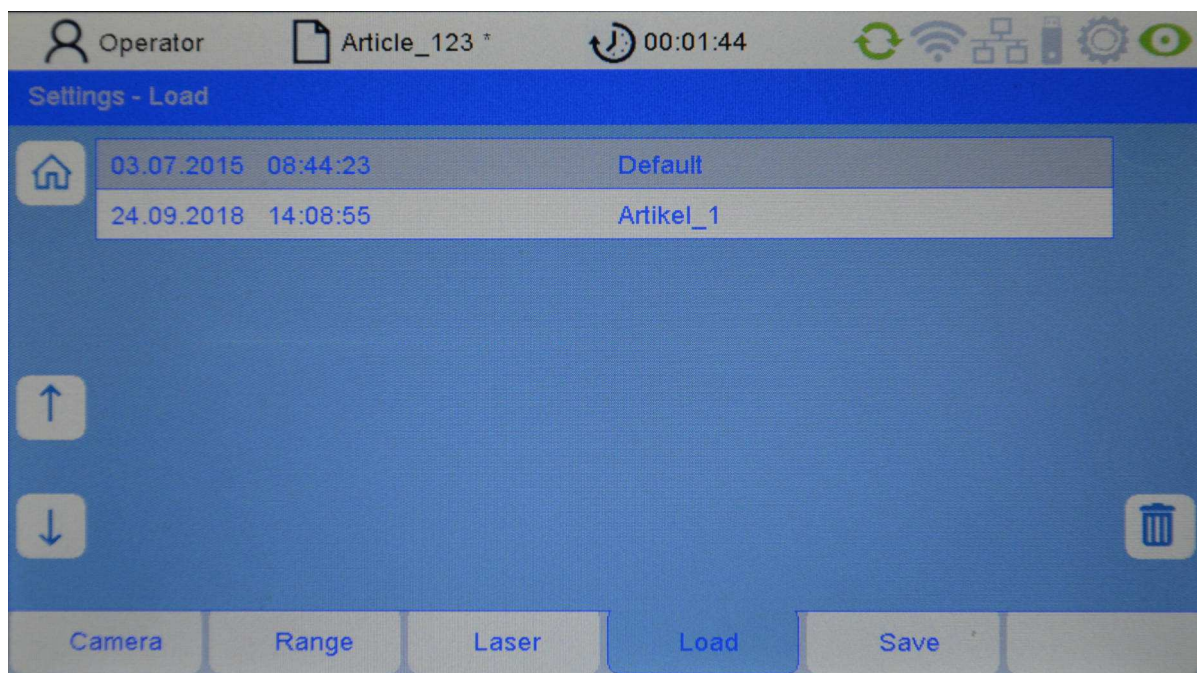 Operator Article_123 * 00:01:44
Settings - Load
03.07.2015 08:44:23 Default
24.09.2018 14:08:55 Artikel_1
Camera Range Laser Load Save